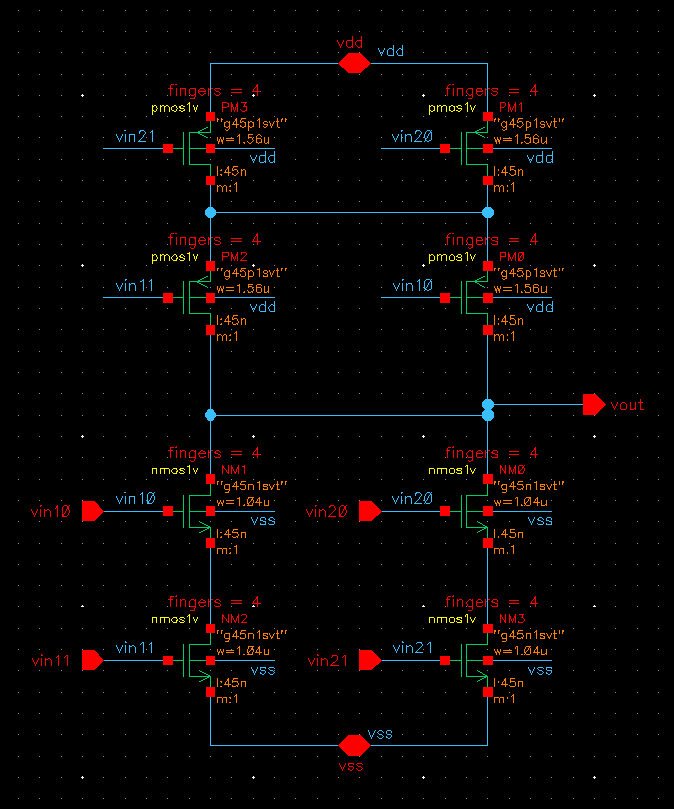 vdd
vdd
fingers = 4
fingers = 4
pmos1v
PM3
pmos1v
PM1
"g45p1svt"
"g45p1svt"
vin21
w=1.56u
vin20
w=1.56u
vdd
vdd
l:45n
l:45n
m:1
m:1
fingers = 4
fingers = 4
pmos1v
PM2
pmos1v
PM0
"g45p1svt"
"g45p1svt"
vin11
w=1.56u
vin10
w=1.56u
vdd
vdd
l:45n
l:45n
m:1
m:1
vout
fingers = 4
fingers = 4
nmos1v
NM1
nmos1v
NM0
"g45n1svt"
"g45n1svt"
vin10
vin10
w=1.04u
vin20
vin20
w=1.04u
vss
vss
l:45n
l:45n
m:1
m:1
fingers = 4
fingers = 4
nmos1v
NM2
nmos1v
NM3
"g45n1svt"
"g45n1svt"
vin11
vin11
w=1.04u
vin21
vin21
w=1.04u
vss
vss
l:45n
l:45n
m:1
m:1
vss
vss